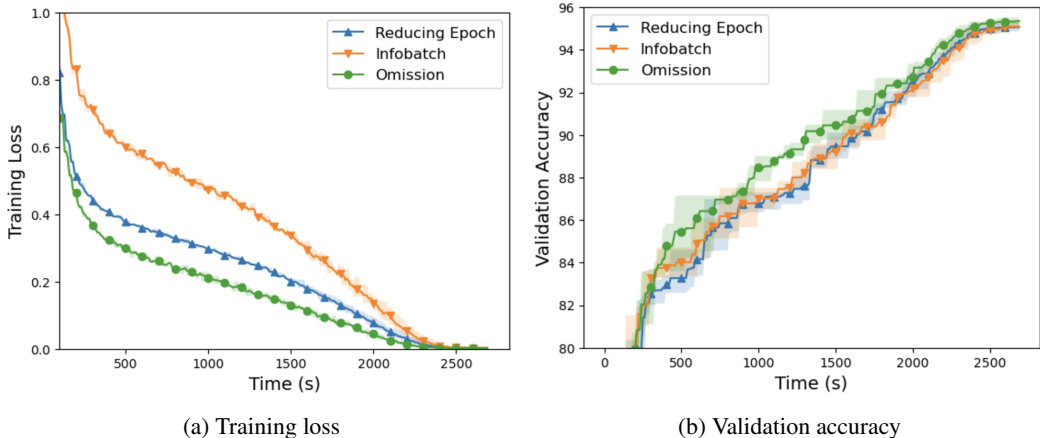 1.0
0.8
0.6
0.4
0.2
0.0
Training Loss
Reducing Epoch
Infobatch
Omission
500
1000
1500
2000
2500
Time (s)
(a) Training loss
96
94
92
90
88
86
84
82
80
Validation Accuracy
Reducing Epoch
Infobatch
Omission
0
500
1000
1500
2000
2500
Time (s)
(b) Validation accuracy